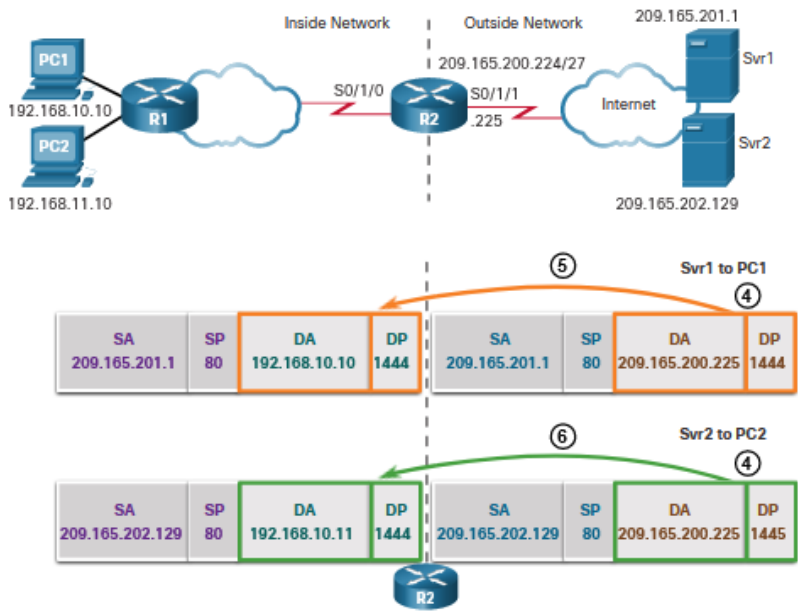 209.165.201.1
Inside Network
Outside Network
PC1
209.165.200.224/27
Svr1
S0/1/0
S0/1/1
192.168.10.10
R1
R2
.225
Internet
PC2
Svr2
192.168.11.10
209.165.202.129
5
Svr1 to PC1
4
SA SP DA DP SA SP DA DP
209.165.201.1 80 192.168.10.10 1444 209.165.201.1 80 209.165.200.225 1444
6
Svr2 to PC2
4
SA SP DA DP SA SP DA DP
209.165.202.129 80 192.168.10.11 1444 209.165.202.129 80 209.165.200.225 1445
R2